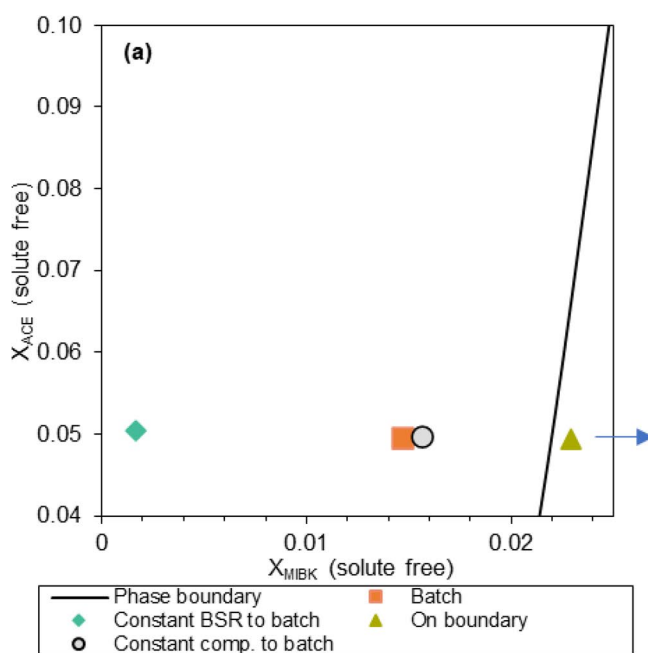 (a)
0.10
0.09
0.08
0.07
0.06
0.05
0.04
X_ACE (solute free)
0
0.01
0.02
X_MIBK (solute free)
Phase boundary
Batch
Constant BSR to batch
On boundary
Constant comp. to batch